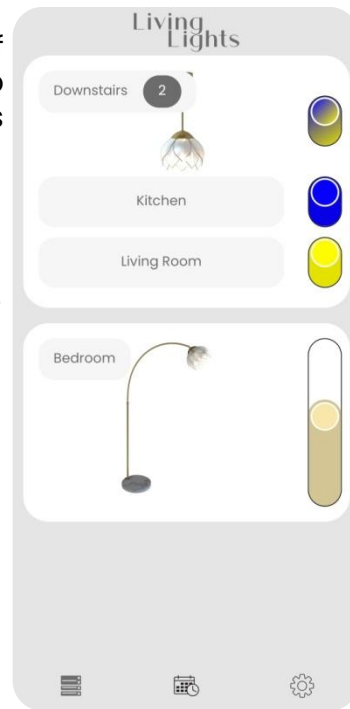 Living
Lights
Downstairs 2
Kitchen
Living Room
Bedroom